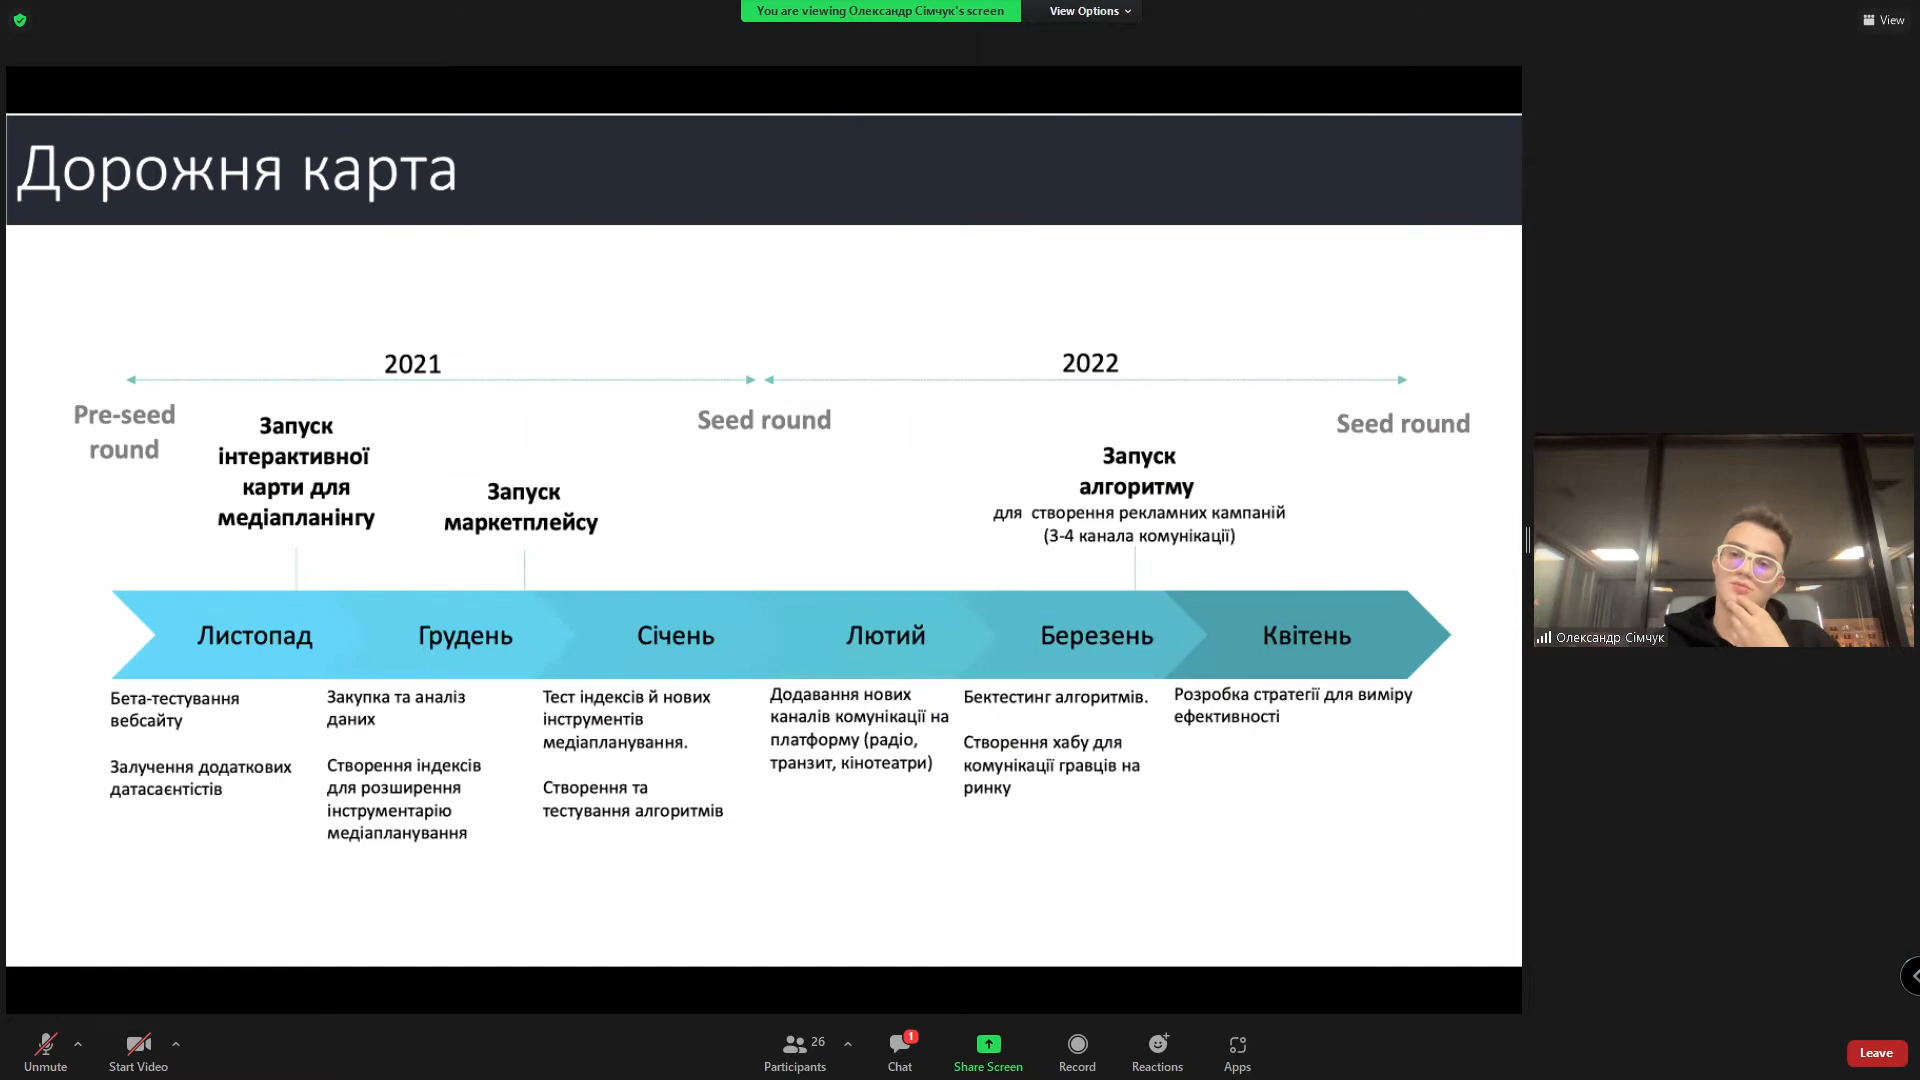 You are viewing Олександр Сімчук's screen
View Options
View
Дорожня карта
2021
2022
Pre-seed
round
Запуск
інтерактивної
карти для
медіапланінгу
Запуск
маркетплейсу
Seed round
Запуск
алгоритму
для створення рекламних кампаній
(3-4 канала комунікації)
Seed round
Листопад
Грудень
Січень
Лютий
Березень
Квітень
Бета-тестування
вебсайту
Залучення додаткових
датасаєнтістів
Закупка та аналіз
даних
Створення індексів
для розширення
інструментарію
медіапланування
Тест індексів й нових
інструментів
медіапланування.
Створення та
тестування алгоритмів
Додавання нових
каналів комунікації на
платформу (радіо,
транзит, кінотеатри)
Бектестинг алгоритмів.
Створення хабу для
комунікації гравців на
ринку
Розробка стратегії для виміру
ефективності
Олександр Сімчук
Unmute
Start Video
26
Participants
1
Chat
Share Screen
Record
Reactions
Apps
Leave